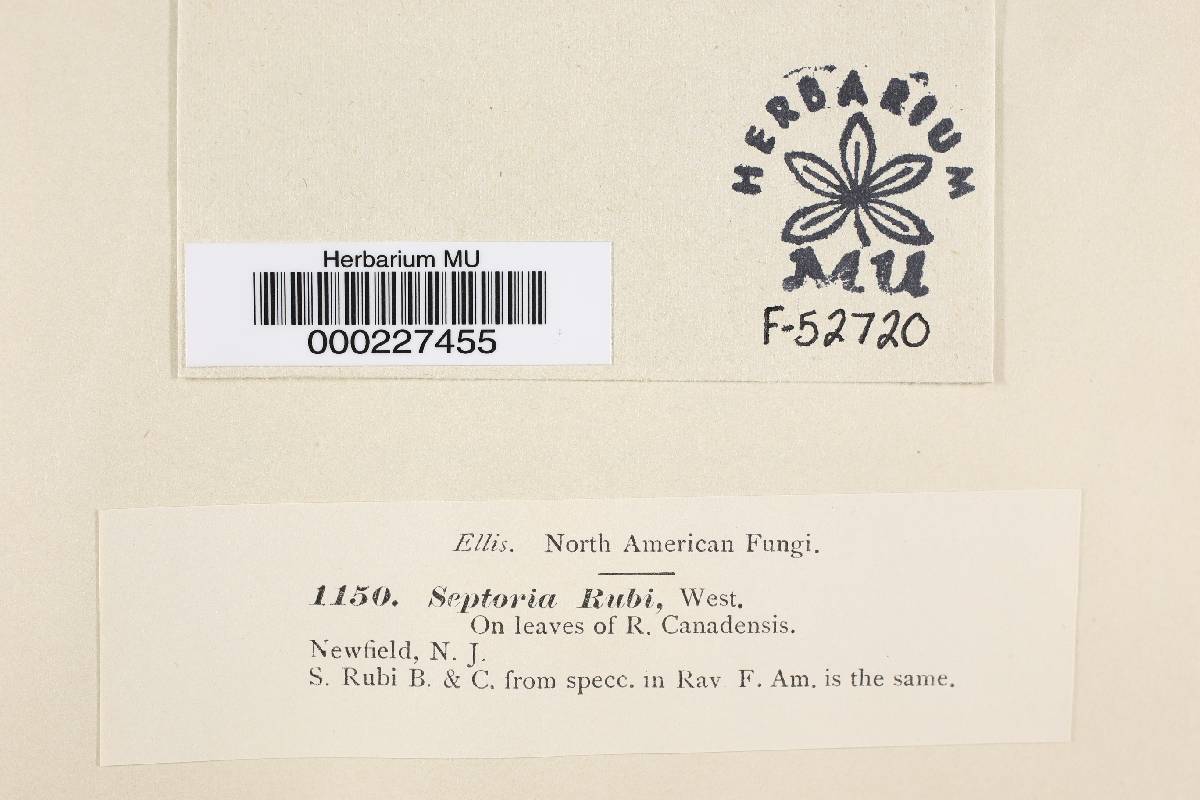 HERBARIUM
MU
F-52720
Herbarium MU
000227455
Ellis. North American Fungi.
1150. Septoria Rubi, West.
On leaves of R. Canadensis.
Newfield, N. J.
S. Rubi B. & C. from specc. in Rav F. Am. is the same.